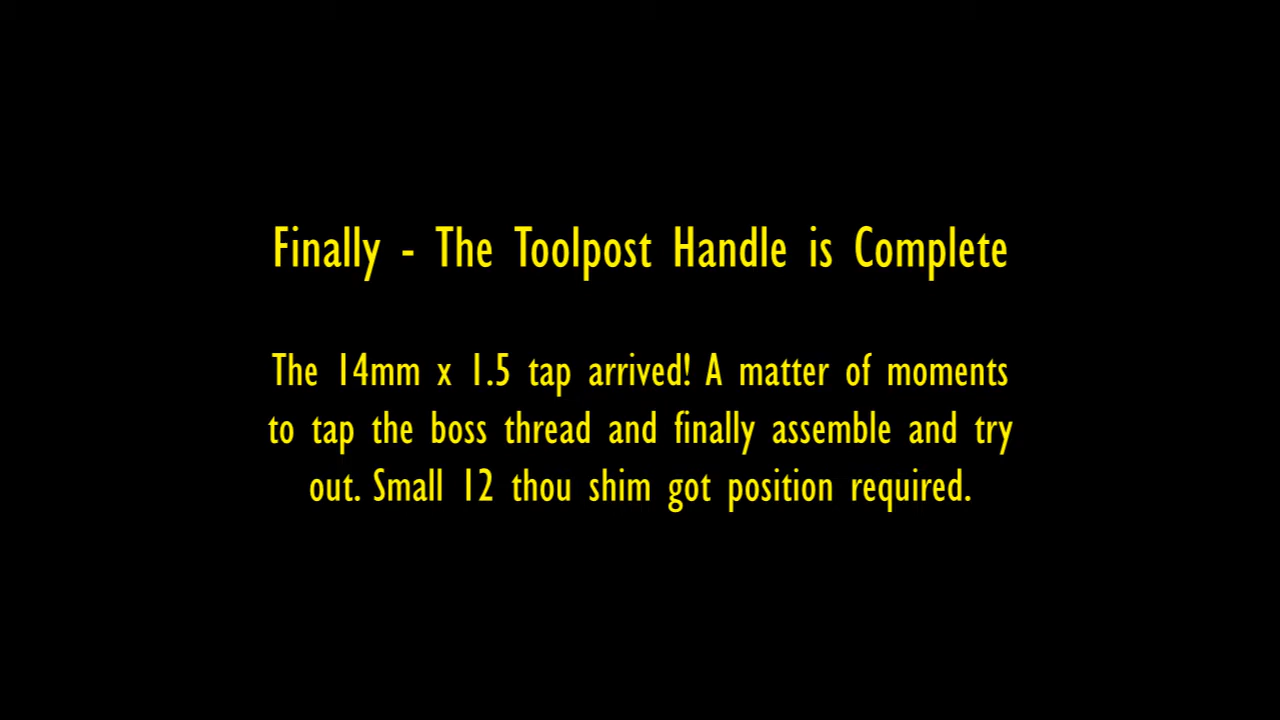 Finally - The Toolpost Handle is Complete
The 14mm x 1.5 tap arrived! A matter of moments
to tap the boss thread and finally assemble and try
out. Small 12 thou shim got position required.